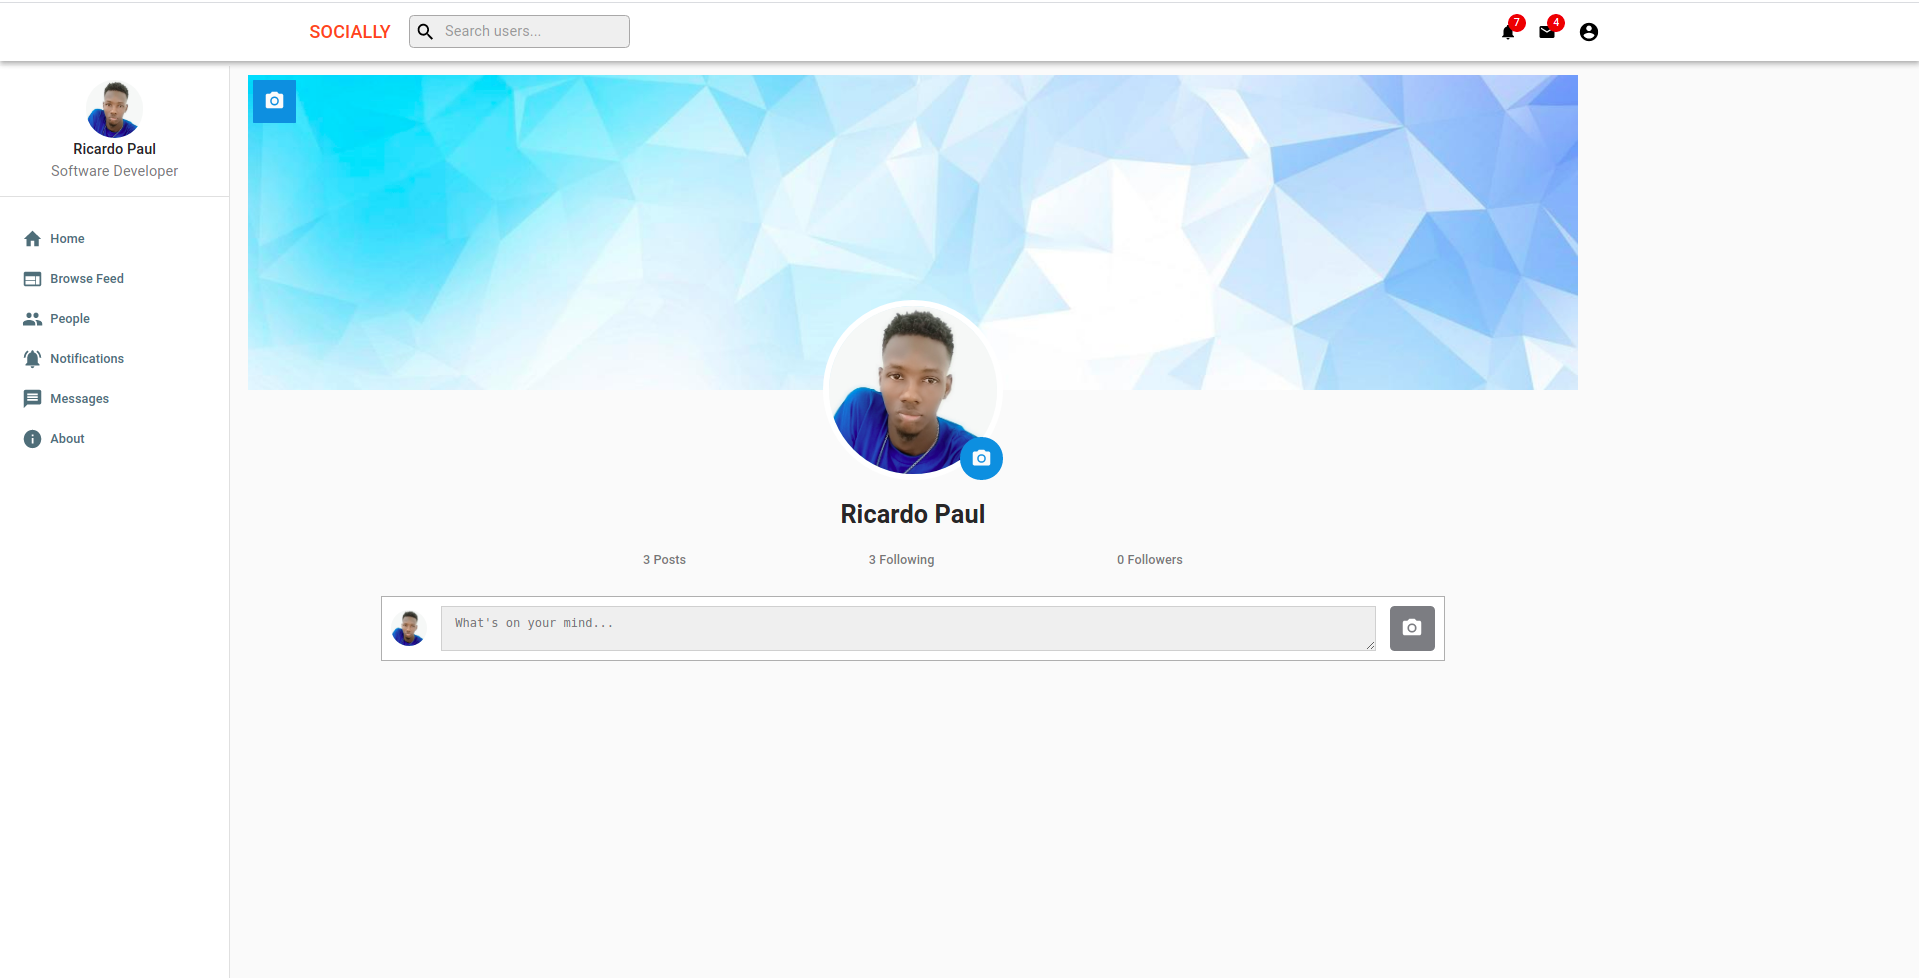 SOCIALLY
Search users...
7
4
Ricardo Paul
Software Developer
Home
Browse Feed
People
Notifications
Messages
About
Ricardo Paul
3 Posts
3 Following
0 Followers
What's on your mind...